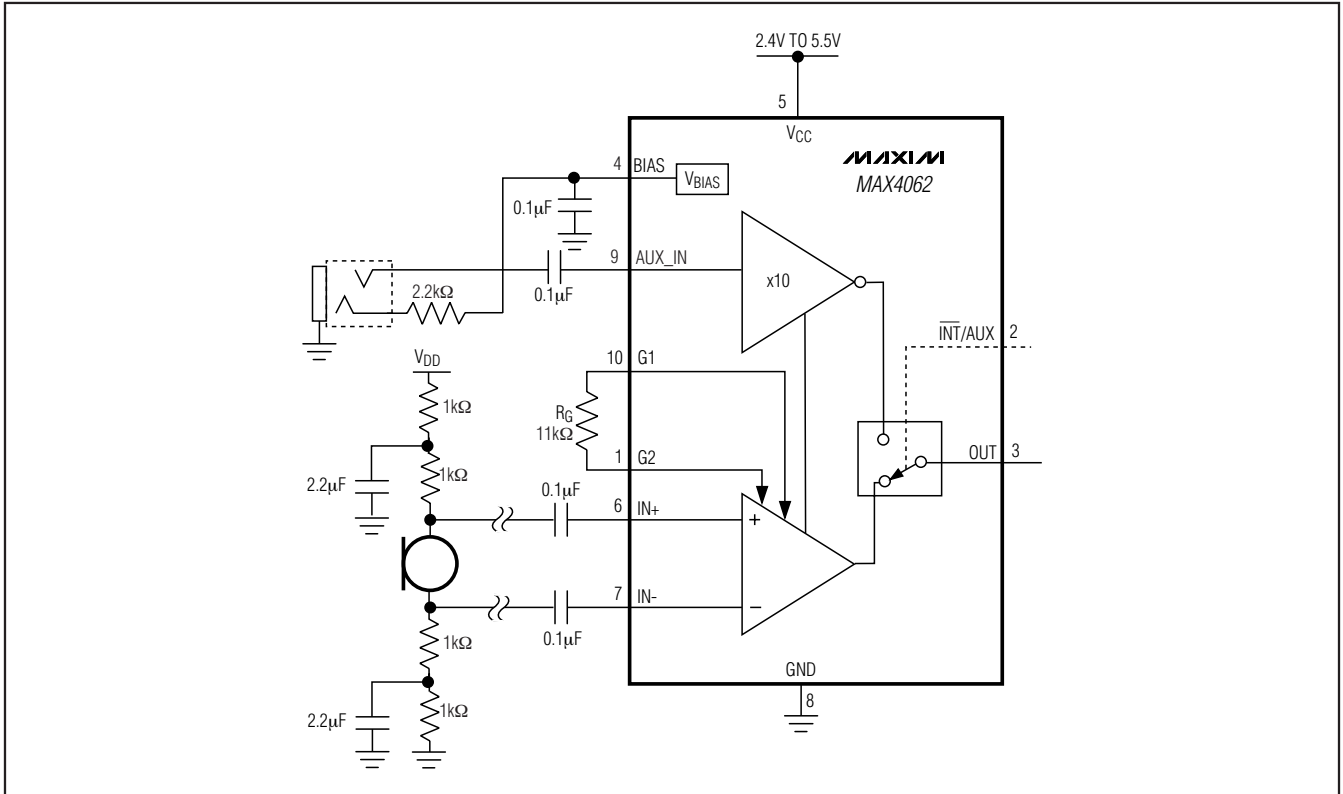 2.4V TO 5.5V
5
VCC
MAXIM
MAX4062
4 BIAS
VBIAS
0.1μF
9 AUX_IN
x10
0.1μF
2.2kΩ
INT/AUX 2
VDD
10 G1
1kΩ
RG
11kΩ
1 G2
OUT 3
1kΩ
2.2μF
0.1μF
6 IN+
+
7 IN-
−
0.1μF
1kΩ
GND
8
2.2μF
1kΩ